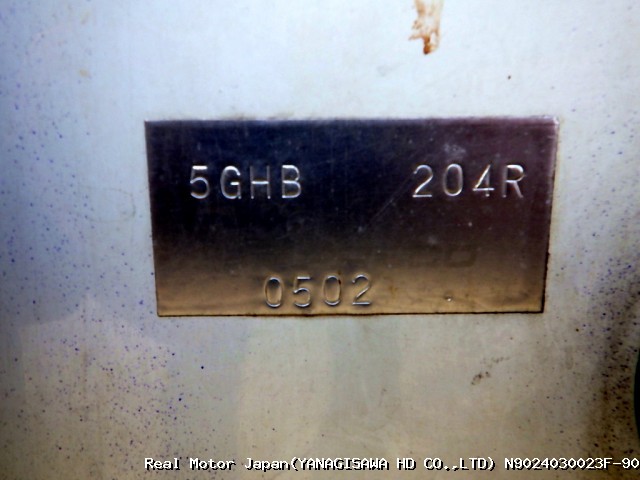 5GHB 204R
0502
Real Motor Japan(YANAGISAWA HD CO.,LTD) N9024030023F-90